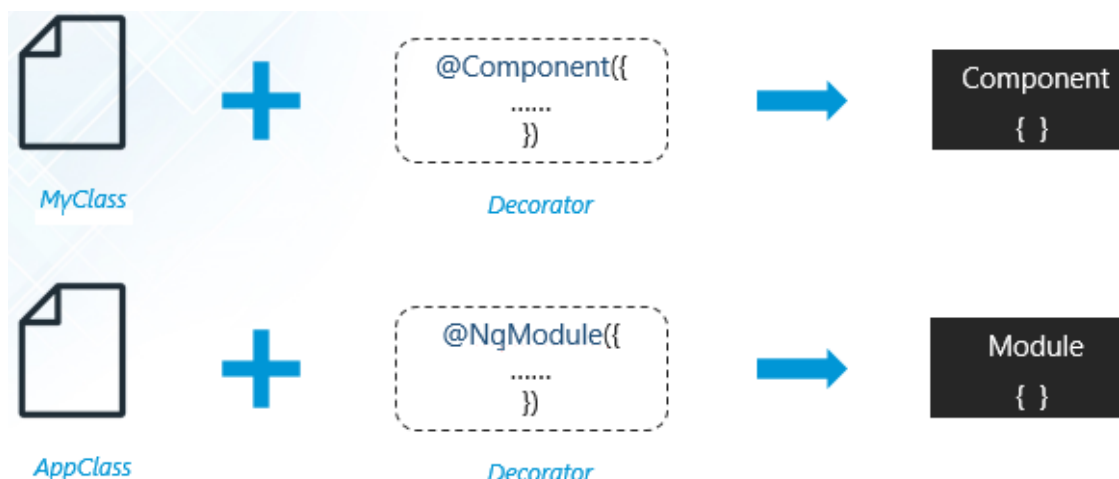 @Component({
......
})
Component
{ }
MyClass
Decorator
@NgModule({
......
})
Module
{ }
AppClass
Decorator